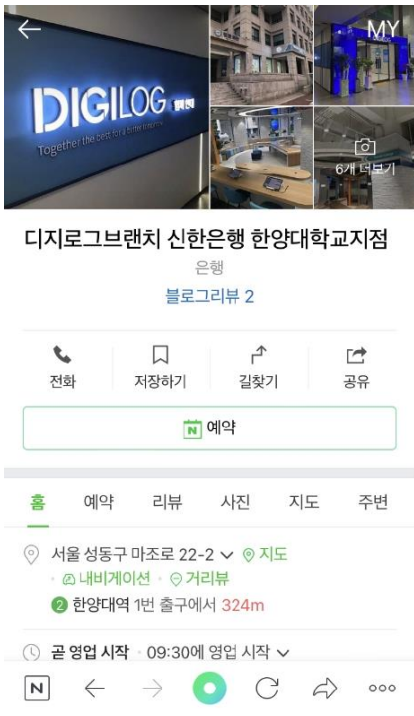 MY
DIGILOG
Together the best for a better tomorrow
6개 더보기
디지로그브랜치 신한은행 한양대학교지점
은행
블로그리뷰 2
전화 저장하기 길찾기 공유
N 예약
홈 예약 리뷰 사진 지도 주변
서울 성동구 마조로 22-2 지도
내비게이션 거리뷰
2 한양대역 1번 출구에서 324m
곧 영업 시작 09:30에 영업 시작
N